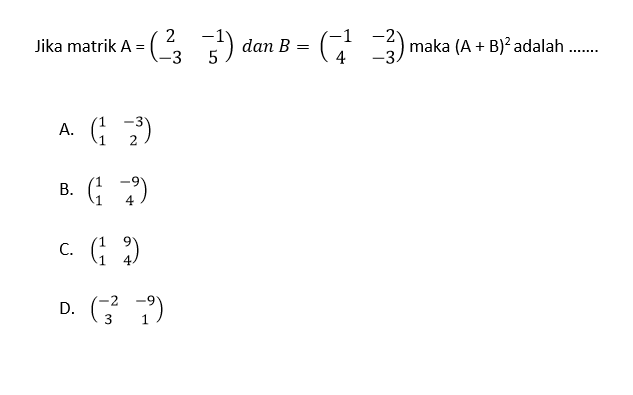 Jika matrik A = (2 −1 −3 5) dan B = (−1 −2 4 −3) maka (A + B)² adalah .......
A. (1 −3 1 2)
B. (1 −9 1 4)
C. (1 9 1 4)
D. (−2 −9 3 1)